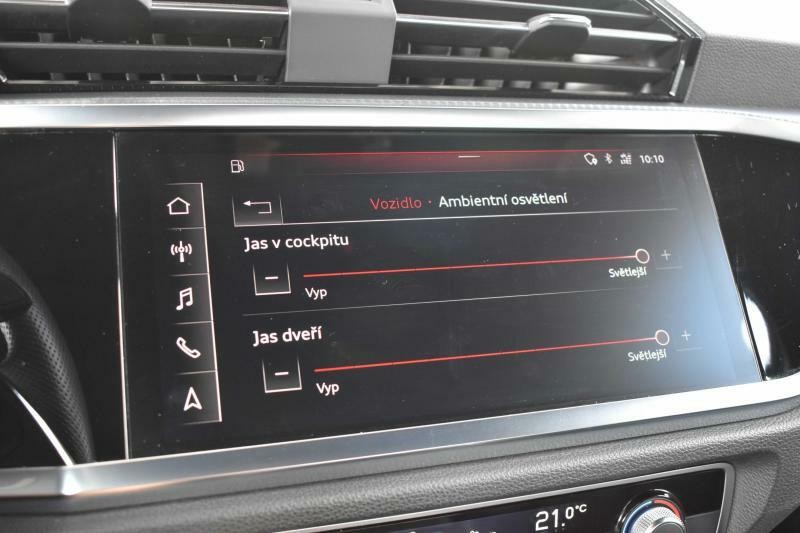 10:10
Vozidlo · Ambientní osvětlení
Jas v cockpitu
− +
Vyp Světlejší
Jas dveří
− +
Vyp Světlejší
21.0°C